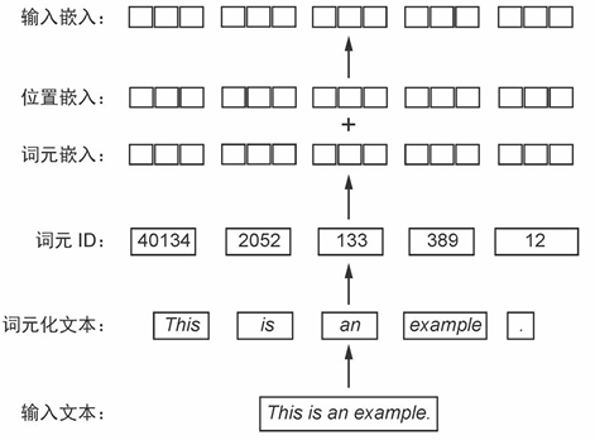 输入嵌入：
位置嵌入：
+
词元嵌入：
词元 ID： 40134 2052 133 389 12
词元化文本： This is an example .
输入文本： This is an example.